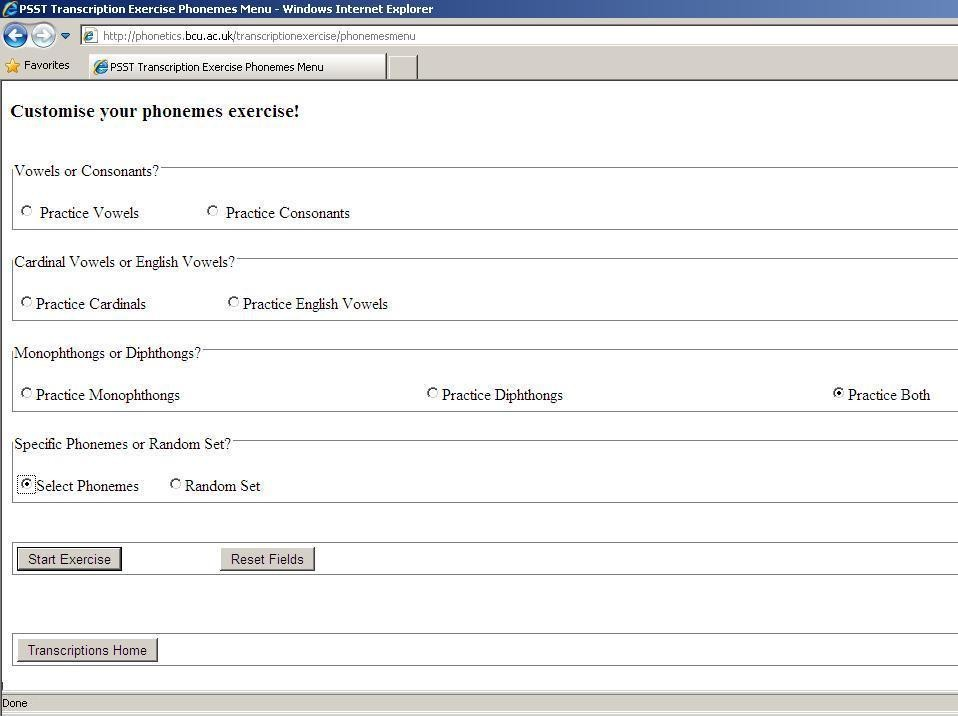 PSST Transcription Exercise Phonemes Menu - Windows Internet Explorer
http://phonetics.bcu.ac.uk/transcriptionexercise/phonemesmenu
Favorites PSST Transcription Exercise Phonemes Menu
Customise your phonemes exercise!
Vowels or Consonants?
Practice Vowels Practice Consonants
Cardinal Vowels or English Vowels?
Practice Cardinals Practice English Vowels
Monophthongs or Diphthongs?
Practice Monophthongs Practice Diphthongs Practice Both
Specific Phonemes or Random Set?
Select Phonemes Random Set
Start Exercise Reset Fields
Transcriptions Home
Done